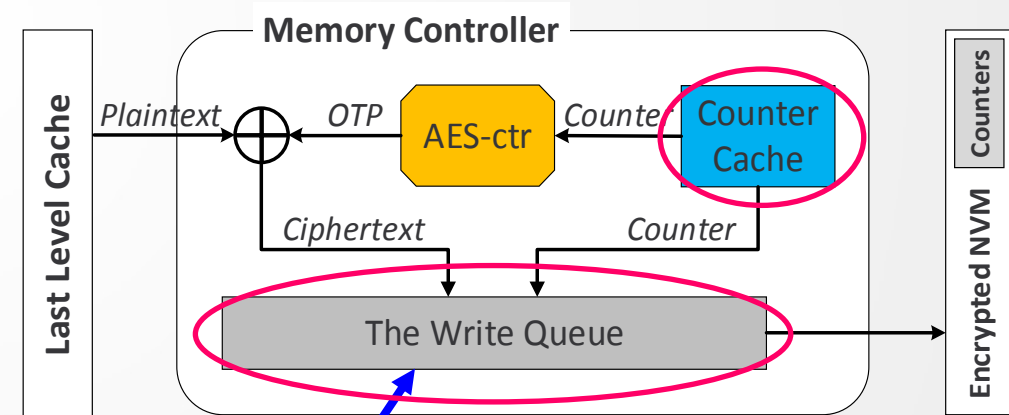 Memory Controller
Last Level Cache
Plaintext
OTP
AES-ctr
Counter
Counter
Cache
Ciphertext
Counter
The Write Queue
Counters
Encrypted NVM